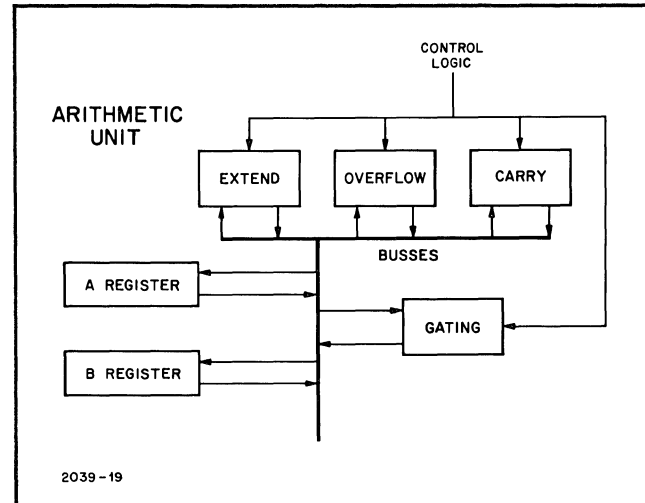 CONTROL
LOGIC
ARITHMETIC
UNIT
EXTEND
OVERFLOW
CARRY
BUSSES
A REGISTER
GATING
B REGISTER
2039-19